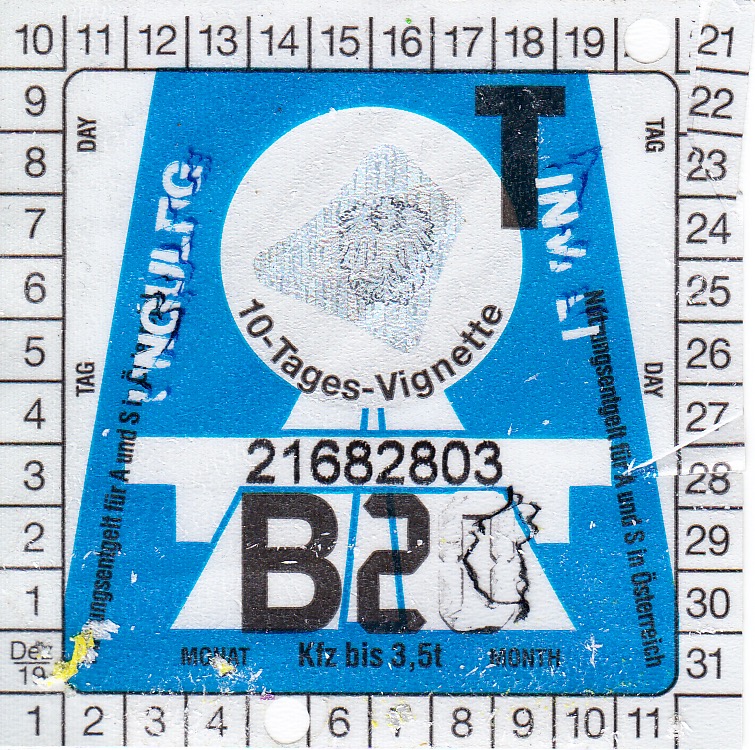 10 11 12 13 14 15 16 17 18 19 21
9 22
8 23
7 24
6 25
5 26
4 27
3 28
2 29
1 30
Dez 19 31
1 2 3 4 6 7 8 9 10 11
DAY
TAG
TAG
DAY
T
10-Tages-Vignette
21682803
B20
MONAT Kfz bis 3,5t MONTH
ungsentgelt für A und S in
Nutzungsentgelt für A und S in Österreich